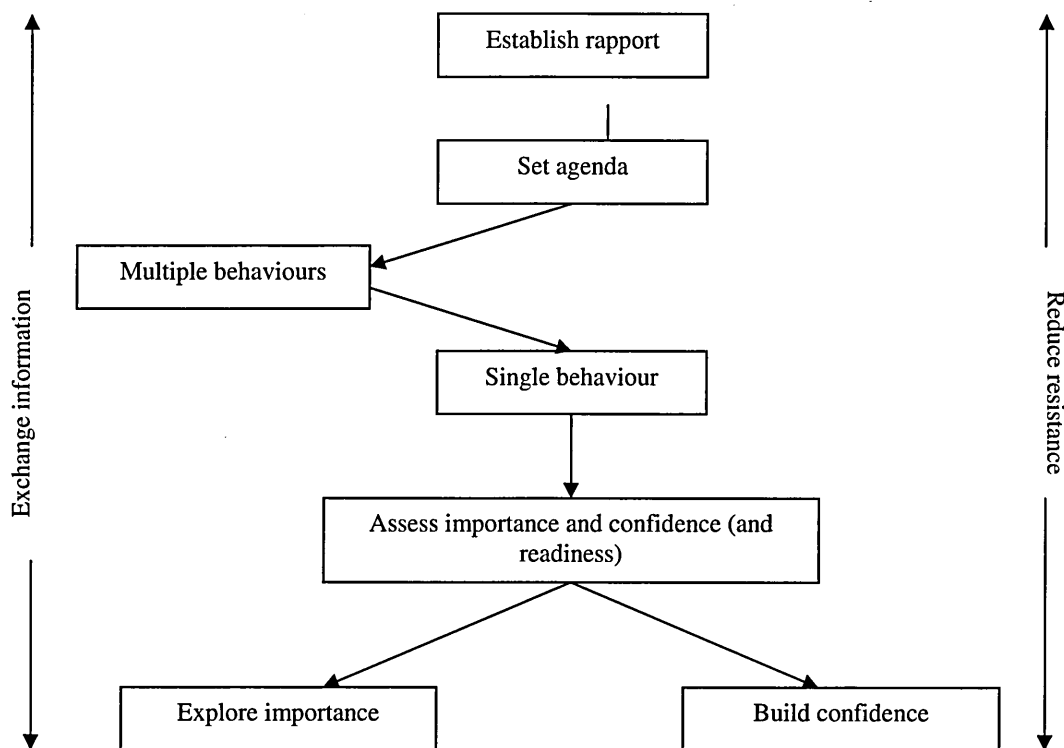 Establish rapport
Set agenda
Multiple behaviours
Exchange information
Reduce resistance
Single behaviour
Assess importance and confidence (and
readiness)
Explore importance
Build confidence